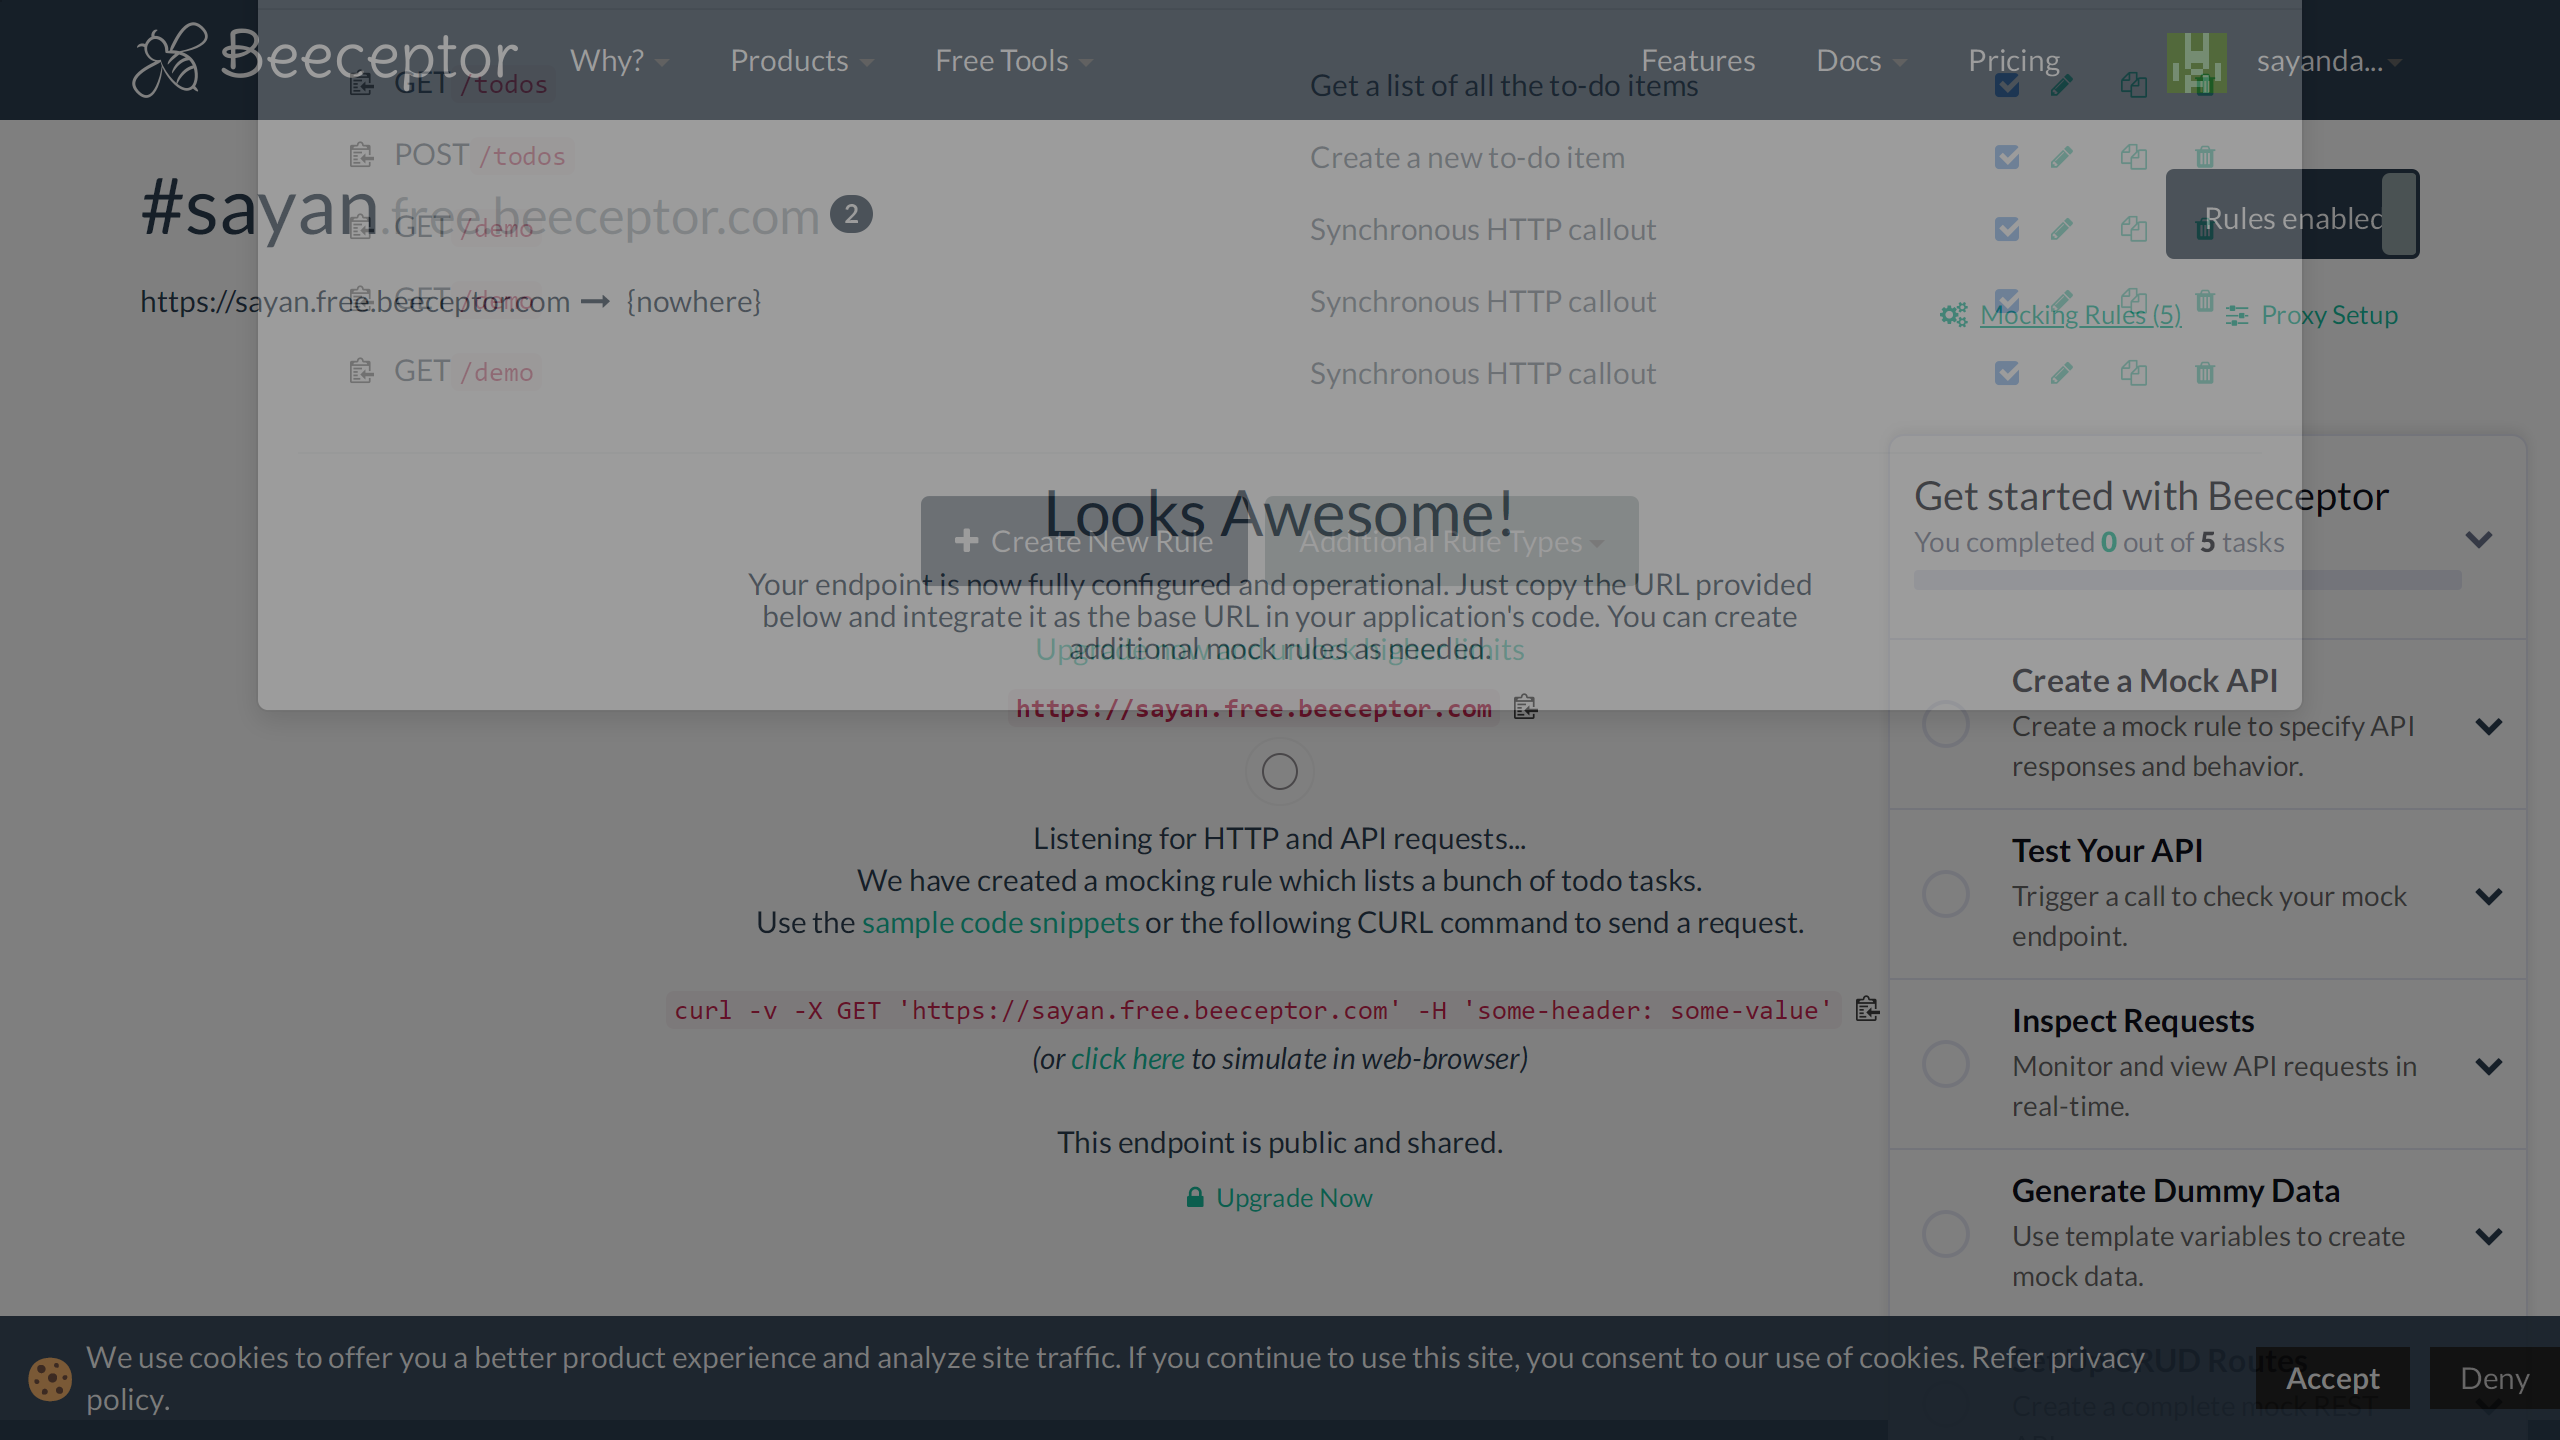 Beeceptor Why? Products Free Tools Features Docs Pricing sayanda...
GET /todos Get a list of all the to-do items
POST /todos Create a new to-do item
#sayan.free.beeceptor.com 2
Rules enabled
GET /demo Synchronous HTTP callout
https://sayan.free.beeceptor.com → {nowhere}
GET /demo Synchronous HTTP callout
Mocking Rules (5) Proxy Setup
GET /demo Synchronous HTTP callout
Looks Awesome!
Create New Rule Additional Rule Types
Your endpoint is now fully configured and operational. Just copy the URL provided
below and integrate it as the base URL in your application's code. You can create
additional mock rules as needed.
Upgrade now and unlock higher limits
https://sayan.free.beeceptor.com
Listening for HTTP and API requests...
We have created a mocking rule which lists a bunch of todo tasks.
Use the sample code snippets or the following CURL command to send a request.
curl -v -X GET 'https://sayan.free.beeceptor.com' -H 'some-header: some-value'
(or click here to simulate in web-browser)
This endpoint is public and shared.
Upgrade Now
Get started with Beeceptor
You completed 0 out of 5 tasks
Create a Mock API
Create a mock rule to specify API
responses and behavior.
Test Your API
Trigger a call to check your mock
endpoint.
Inspect Requests
Monitor and view API requests in
real-time.
Generate Dummy Data
Use template variables to create
mock data.
CRUD Routes
Create a complete mock REST
We use cookies to offer you a better product experience and analyze site traffic. If you continue to use this site, you consent to our use of cookies. Refer privacy
policy.
Accept Deny